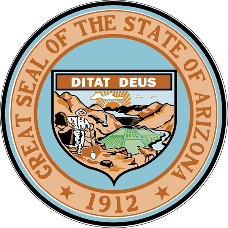 GREAT SEAL OF THE STATE OF ARIZONA
DITAT DEUS
1912